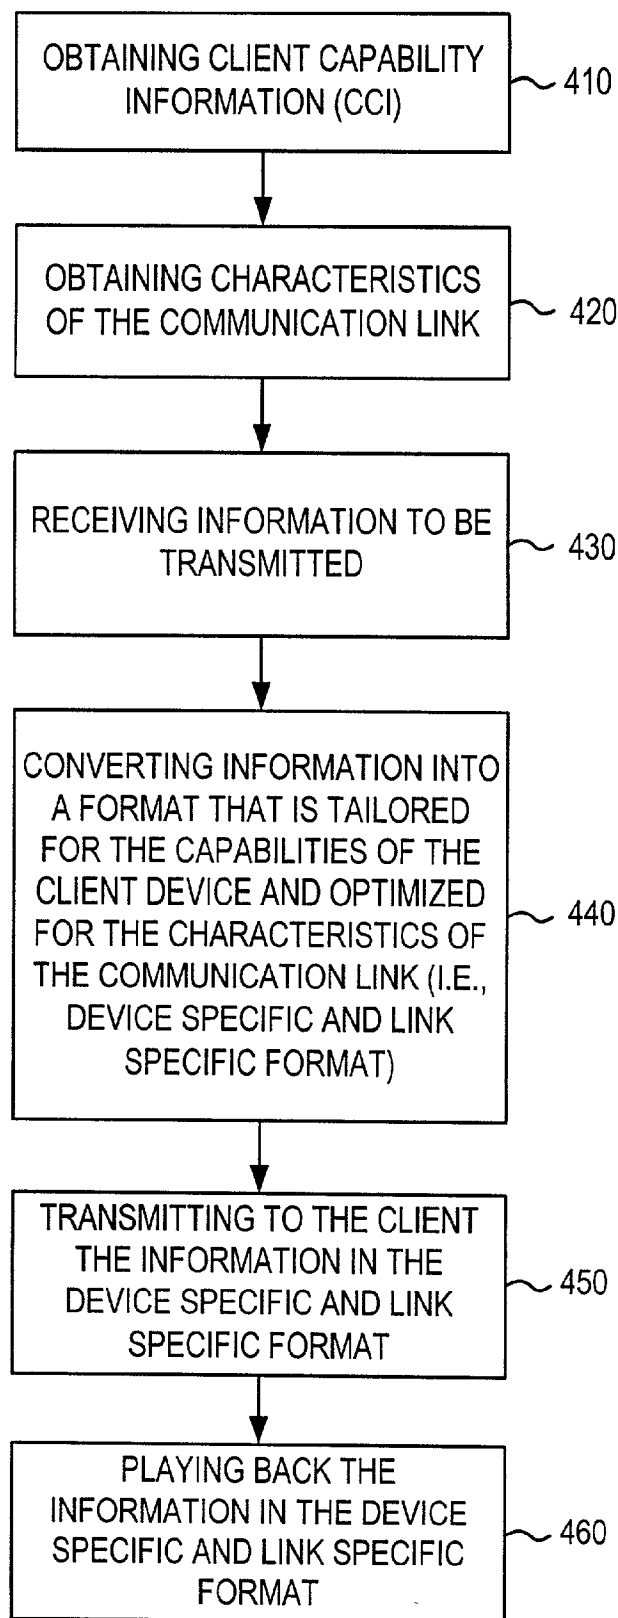 OBTAINING CLIENT CAPABILITY
INFORMATION (CCI)
410
OBTAINING CHARACTERISTICS
OF THE COMMUNICATION LINK
420
RECEIVING INFORMATION TO BE
TRANSMITTED
430
CONVERTING INFORMATION INTO
A FORMAT THAT IS TAILORED
FOR THE CAPABILITIES OF THE
CLIENT DEVICE AND OPTIMIZED
FOR THE CHARACTERISTICS OF
THE COMMUNICATION LINK (I.E.,
DEVICE SPECIFIC AND LINK
SPECIFIC FORMAT)
440
TRANSMITTING TO THE CLIENT
THE INFORMATION IN THE
DEVICE SPECIFIC AND LINK
SPECIFIC FORMAT
450
PLAYING BACK THE
INFORMATION IN THE DEVICE
SPECIFIC AND LINK SPECIFIC
FORMAT
460